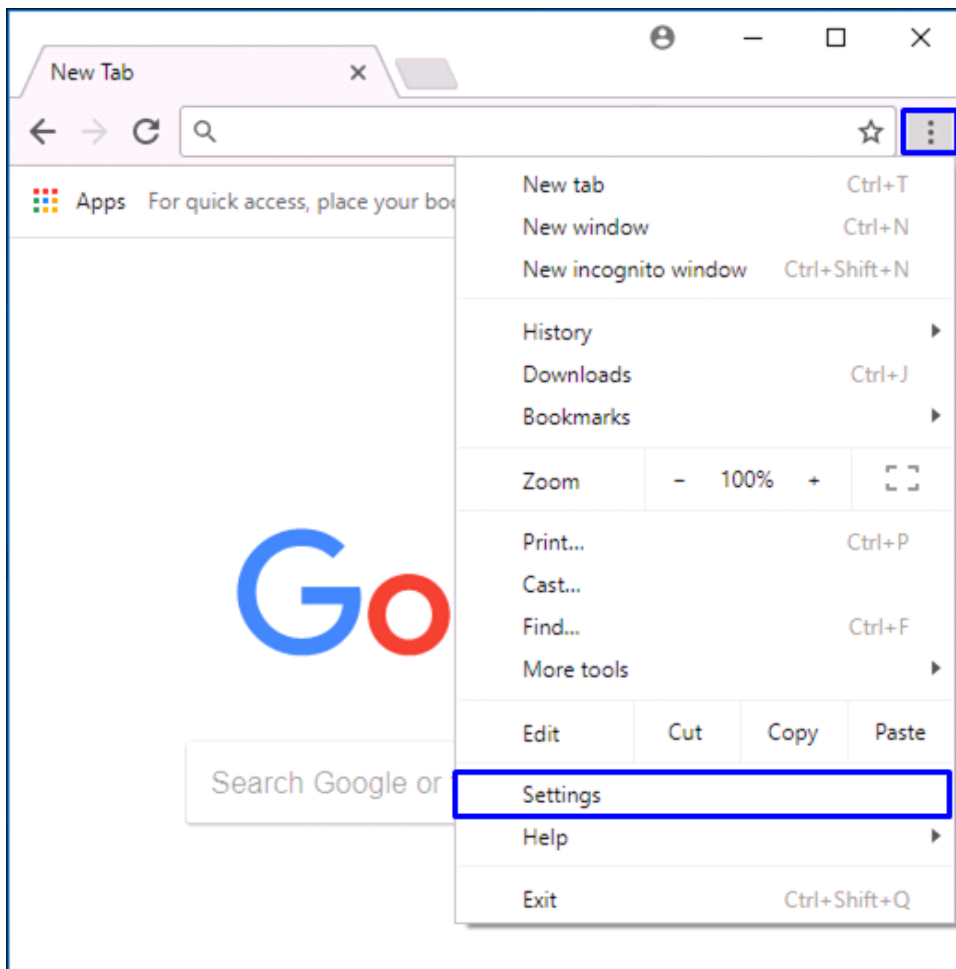 New Tab
Apps For quick access, place your boo
New tab Ctrl+T
New window Ctrl+N
New incognito window Ctrl+Shift+N
History
Downloads Ctrl+J
Bookmarks
Zoom - 100% +
Print... Ctrl+P
Cast...
Find... Ctrl+F
More tools
Edit Cut Copy Paste
Go
Search Google or
Settings
Help
Exit Ctrl+Shift+Q